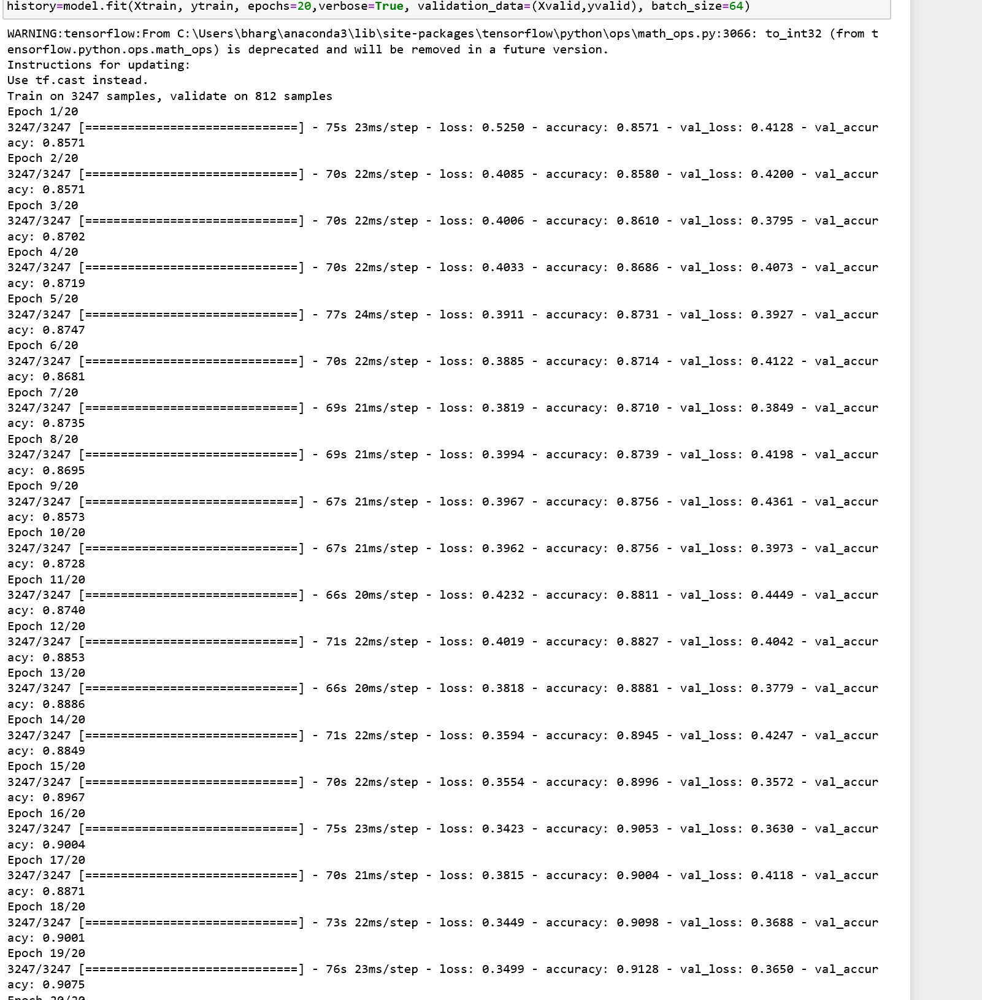 history=model.fit(Xtrain, ytrain, epochs=20,verbose=True, validation_data=(Xvalid,yvalid), batch_size=64)
WARNING:tensorflow:From C:\Users\bharg\anaconda3\lib\site-packages\tensorflow\python\ops\math_ops.py:3066: to_int32 (from t
ensorflow.python.ops.math_ops) is deprecated and will be removed in a future version.
Instructions for updating:
Use tf.cast instead.
Train on 3247 samples, validate on 812 samples
Epoch 1/20
3247/3247 [==============================] - 75s 23ms/step - loss: 0.5250 - accuracy: 0.8571 - val_loss: 0.4128 - val_accur
acy: 0.8571
Epoch 2/20
3247/3247 [==============================] - 70s 22ms/step - loss: 0.4085 - accuracy: 0.8580 - val_loss: 0.4200 - val_accur
acy: 0.8571
Epoch 3/20
3247/3247 [==============================] - 70s 22ms/step - loss: 0.4006 - accuracy: 0.8610 - val_loss: 0.3795 - val_accur
acy: 0.8702
Epoch 4/20
3247/3247 [==============================] - 70s 22ms/step - loss: 0.4033 - accuracy: 0.8686 - val_loss: 0.4073 - val_accur
acy: 0.8719
Epoch 5/20
3247/3247 [==============================] - 77s 24ms/step - loss: 0.3911 - accuracy: 0.8731 - val_loss: 0.3927 - val_accur
acy: 0.8747
Epoch 6/20
3247/3247 [==============================] - 70s 22ms/step - loss: 0.3885 - accuracy: 0.8714 - val_loss: 0.4122 - val_accur
acy: 0.8681
Epoch 7/20
3247/3247 [==============================] - 69s 21ms/step - loss: 0.3819 - accuracy: 0.8710 - val_loss: 0.3849 - val_accur
acy: 0.8735
Epoch 8/20
3247/3247 [==============================] - 69s 21ms/step - loss: 0.3994 - accuracy: 0.8739 - val_loss: 0.4198 - val_accur
acy: 0.8695
Epoch 9/20
3247/3247 [==============================] - 67s 21ms/step - loss: 0.3967 - accuracy: 0.8756 - val_loss: 0.4361 - val_accur
acy: 0.8573
Epoch 10/20
3247/3247 [==============================] - 67s 21ms/step - loss: 0.3962 - accuracy: 0.8756 - val_loss: 0.3973 - val_accur
acy: 0.8728
Epoch 11/20
3247/3247 [==============================] - 66s 20ms/step - loss: 0.4232 - accuracy: 0.8811 - val_loss: 0.4449 - val_accur
acy: 0.8740
Epoch 12/20
3247/3247 [==============================] - 71s 22ms/step - loss: 0.4019 - accuracy: 0.8827 - val_loss: 0.4042 - val_accur
acy: 0.8853
Epoch 13/20
3247/3247 [==============================] - 66s 20ms/step - loss: 0.3818 - accuracy: 0.8881 - val_loss: 0.3779 - val_accur
acy: 0.8886
Epoch 14/20
3247/3247 [==============================] - 71s 22ms/step - loss: 0.3594 - accuracy: 0.8945 - val_loss: 0.4247 - val_accur
acy: 0.8849
Epoch 15/20
3247/3247 [==============================] - 70s 22ms/step - loss: 0.3554 - accuracy: 0.8996 - val_loss: 0.3572 - val_accur
acy: 0.8967
Epoch 16/20
3247/3247 [==============================] - 75s 23ms/step - loss: 0.3423 - accuracy: 0.9053 - val_loss: 0.3630 - val_accur
acy: 0.9004
Epoch 17/20
3247/3247 [==============================] - 70s 21ms/step - loss: 0.3815 - accuracy: 0.9004 - val_loss: 0.4118 - val_accur
acy: 0.8871
Epoch 18/20
3247/3247 [==============================] - 73s 22ms/step - loss: 0.3449 - accuracy: 0.9098 - val_loss: 0.3688 - val_accur
acy: 0.9001
Epoch 19/20
3247/3247 [==============================] - 76s 23ms/step - loss: 0.3499 - accuracy: 0.9128 - val_loss: 0.3650 - val_accur
acy: 0.9075
Epoch 20/20